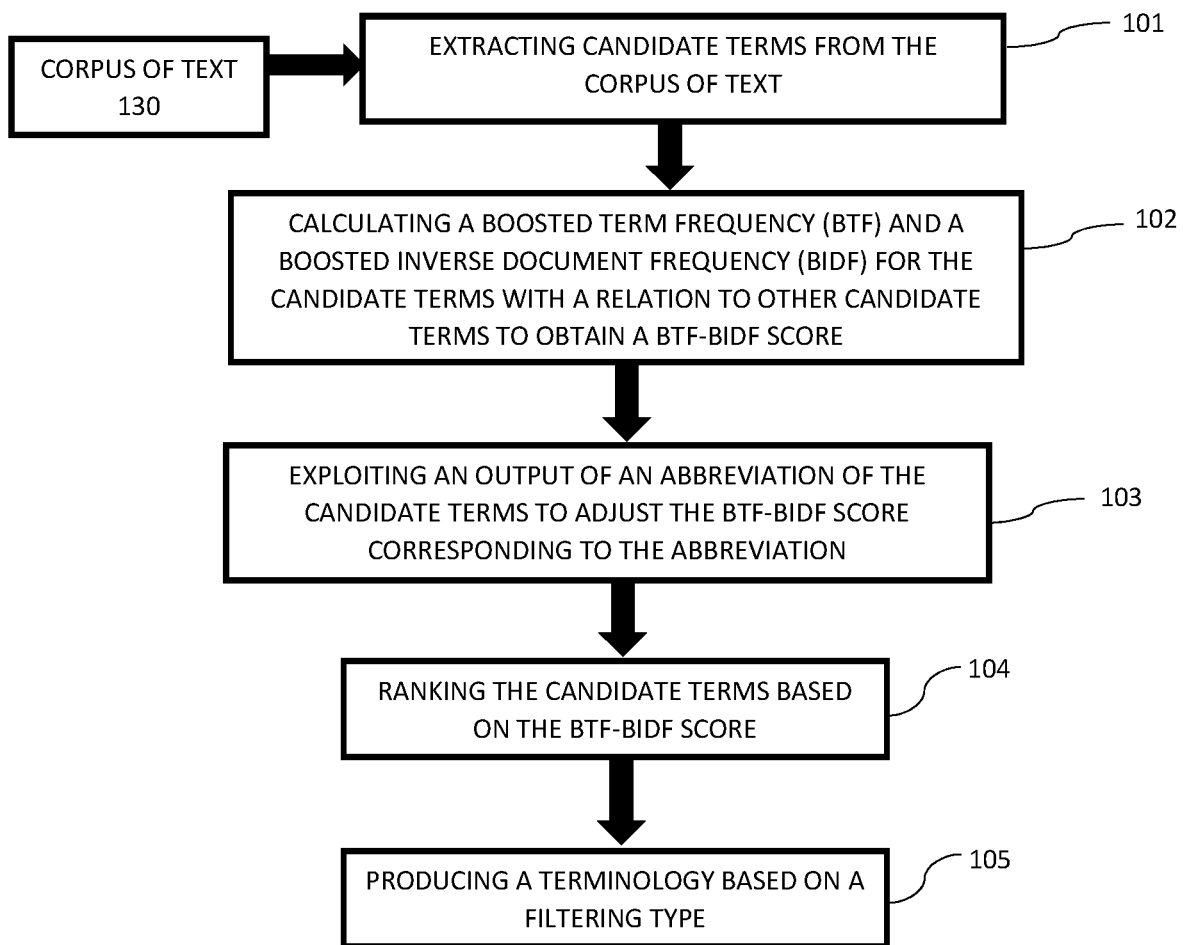 CORPUS OF TEXT
130
EXTRACTING CANDIDATE TERMS FROM THE
CORPUS OF TEXT
101
CALCULATING A BOOSTED TERM FREQUENCY (BTF) AND A
BOOSTED INVERSE DOCUMENT FREQUENCY (BIDF) FOR THE
CANDIDATE TERMS WITH A RELATION TO OTHER CANDIDATE
TERMS TO OBTAIN A BTF-BIDF SCORE
102
EXPLOITING AN OUTPUT OF AN ABBREVIATION OF THE
CANDIDATE TERMS TO ADJUST THE BTF-BIDF SCORE
CORRESPONDING TO THE ABBREVIATION
103
RANKING THE CANDIDATE TERMS BASED
ON THE BTF-BIDF SCORE
104
PRODUCING A TERMINOLOGY BASED ON A
FILTERING TYPE
105